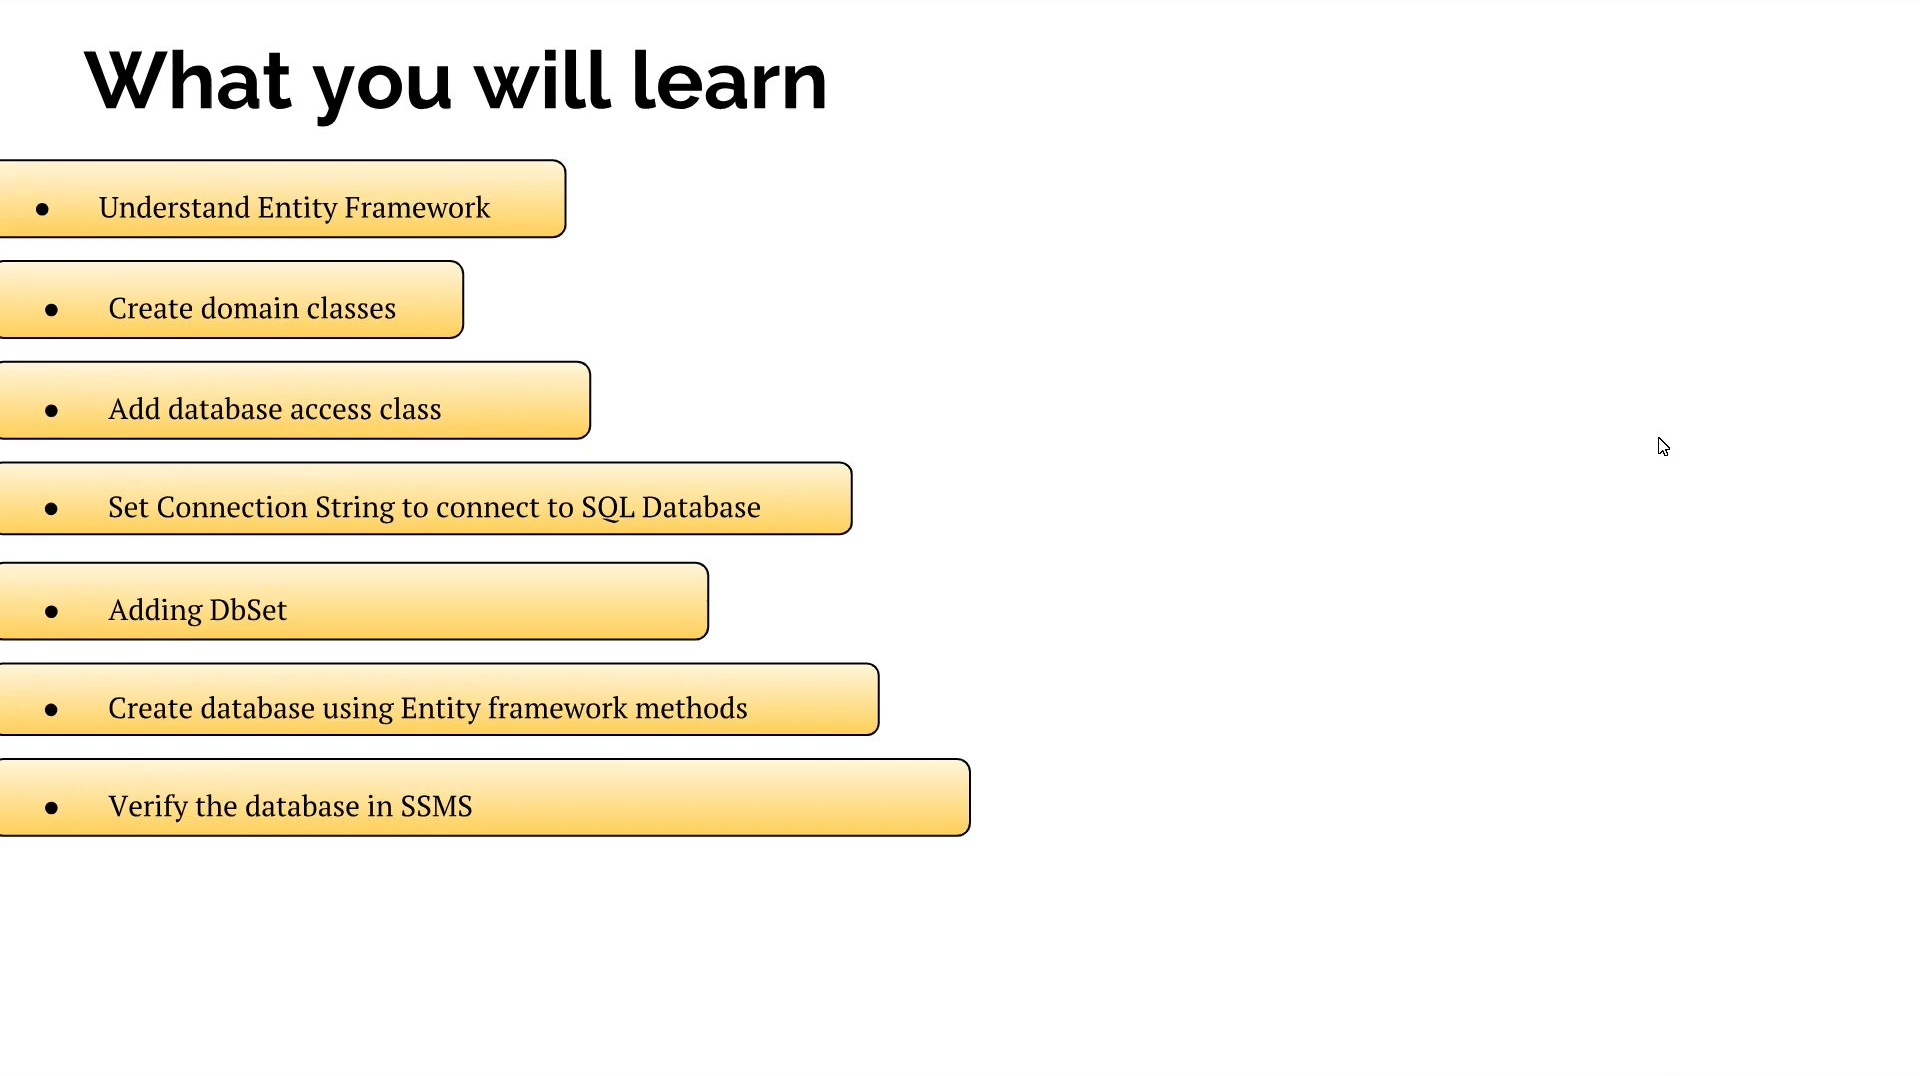 What you will learn
● Understand Entity Framework
● Create domain classes
● Add database access class
● Set Connection String to connect to SQL Database
● Adding DbSet
● Create database using Entity framework methods
● Verify the database in SSMS